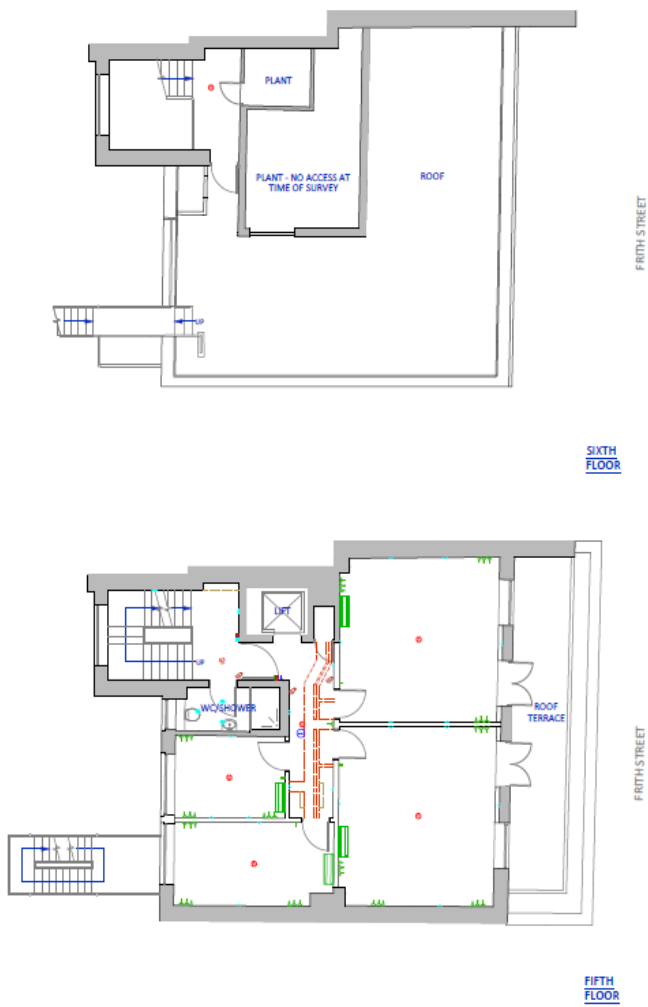 PLANT
PLANT - NO ACCESS AT
TIME OF SURVEY
ROOF
FRITH STREET
UP
SIXTH
FLOOR
LIFT
UP
WC/SHOWER
ROOF
TERRACE
FRITH STREET
FIFTH
FLOOR